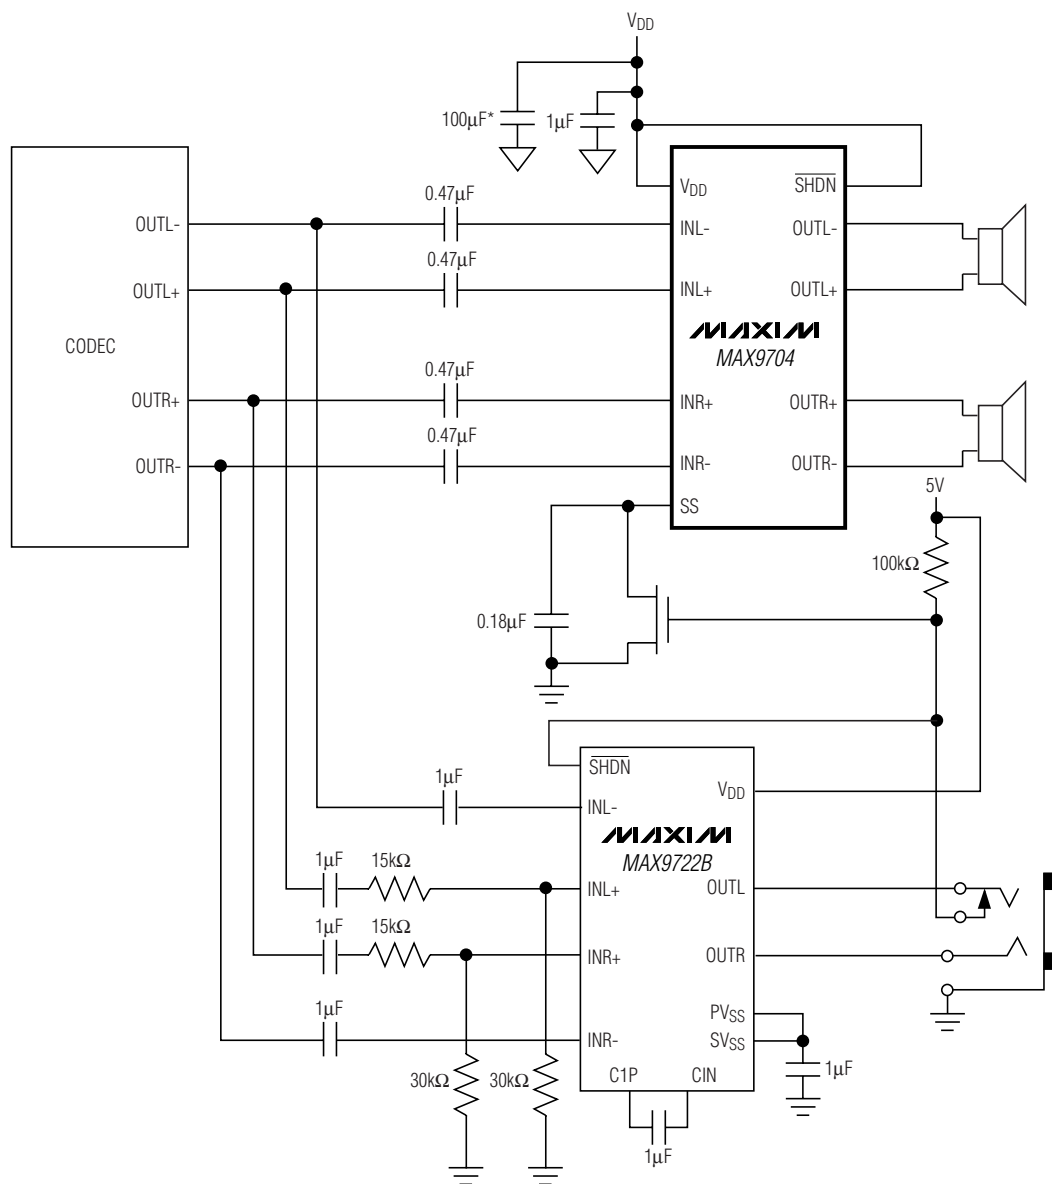 VDD
100µF*
1µF
VDD
SHDN
0.47µF
OUTL-
INL-
OUTL-
0.47µF
OUTL+
INL+
OUTL+
MAXIM
CODEC
MAX9704
0.47µF
OUTR+
INR+
OUTR+
0.47µF
OUTR-
INR-
OUTR-
5V
SS
100kΩ
0.18µF
SHDN
1µF
VDD
INL-
MAXIM
MAX9722B
1µF
15kΩ
INL+
OUTL
1µF
15kΩ
INR+
OUTR
1µF
PVSS
INR-
SVSS
30kΩ
30kΩ
C1P
CIN
1µF
1µF